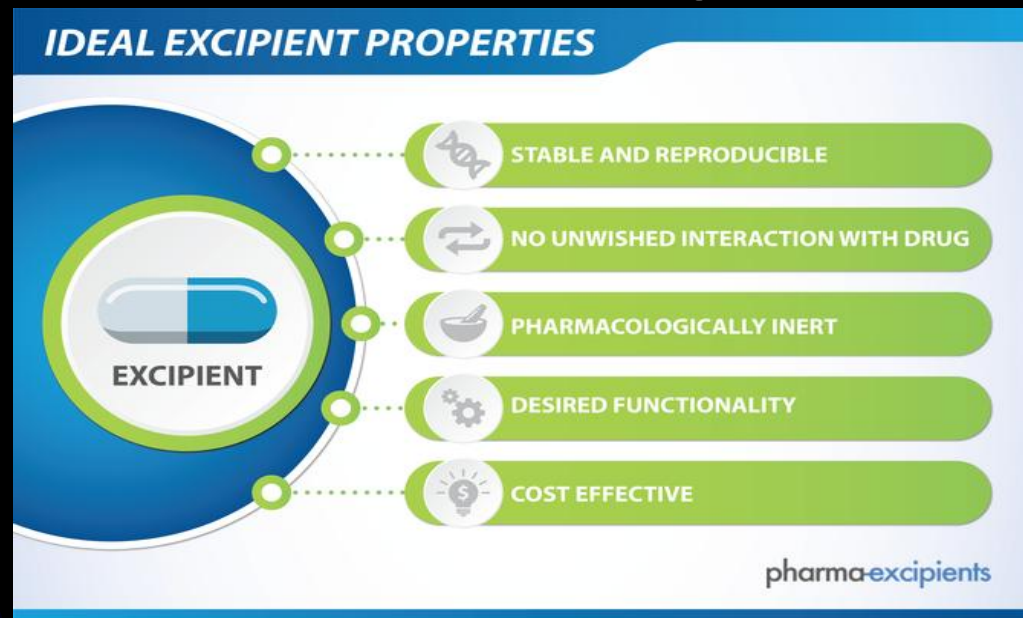 IDEAL EXCIPIENT PROPERTIES
STABLE AND REPRODUCIBLE
NO UNWISHED INTERACTION WITH DRUG
PHARMACOLOGICALLY INERT
DESIRED FUNCTIONALITY
COST EFFECTIVE
EXCIPIENT
$
pharma-excipients